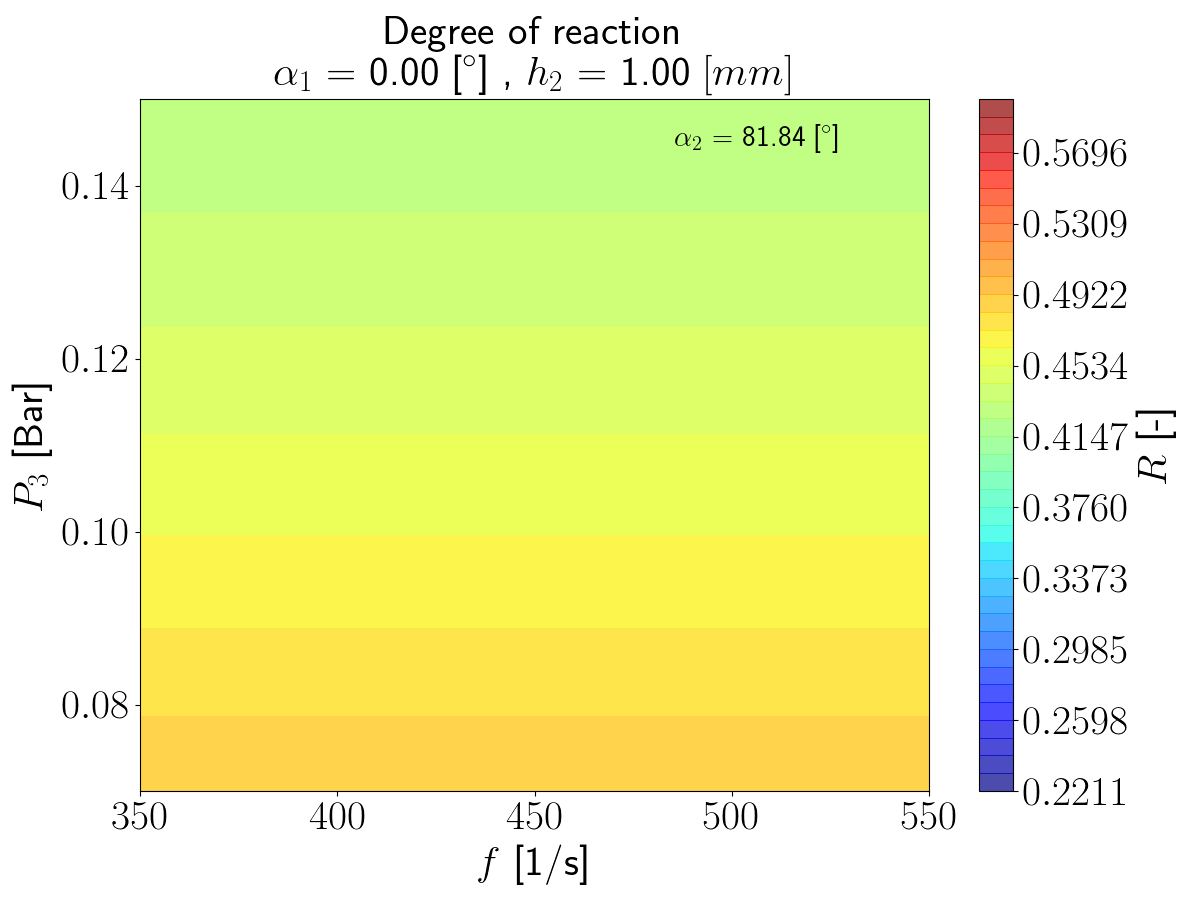 Degree of reaction
α₁ = 0.00 [°] , h₂ = 1.00 [mm]
α₂ = 81.84 [°]
0.14
0.12
0.10
0.08
P₃ [Bar]
350 400 450 500 550
f [1/s]
0.5696
0.5309
0.4922
0.4534
0.4147
0.3760
0.3373
0.2985
0.2598
0.2211
R [-]